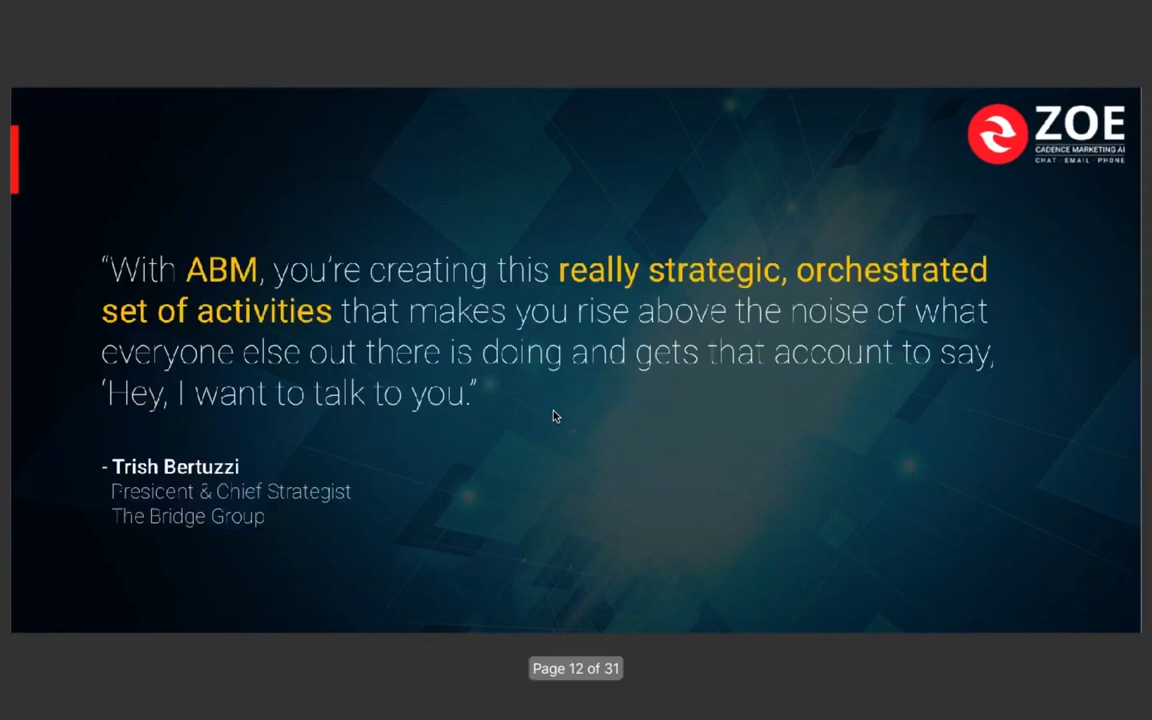 ZOE
CADENCE MARKETING AI
CHAT · EMAIL · PHONE
“With ABM, you’re creating this really strategic, orchestrated
set of activities that makes you rise above the noise of what
everyone else out there is doing and gets that account to say,
‘Hey, I want to talk to you.”
- Trish Bertuzzi
President & Chief Strategist
The Bridge Group
Page 12 of 31